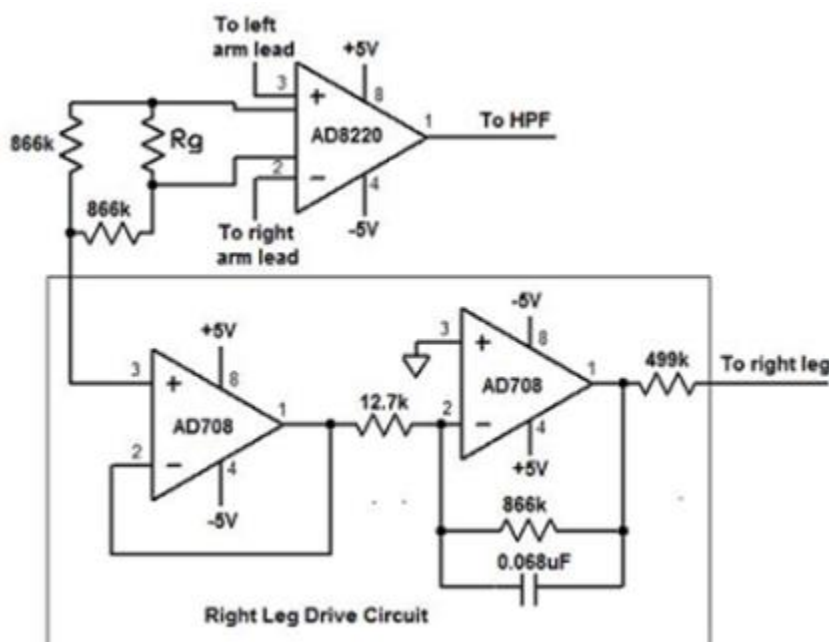 To left
arm lead
+5V
3
8
+
866k
Rg
AD8220
1
To HPF
2
−
4
866k
-5V
To right
arm lead
-5V
+5V
3
8
+
1
499k
To right leg
3
8
+
AD708
12.7k
2
−
AD708
1
4
2
−
4
+5V
-5V
866k
0.068uF
Right Leg Drive Circuit